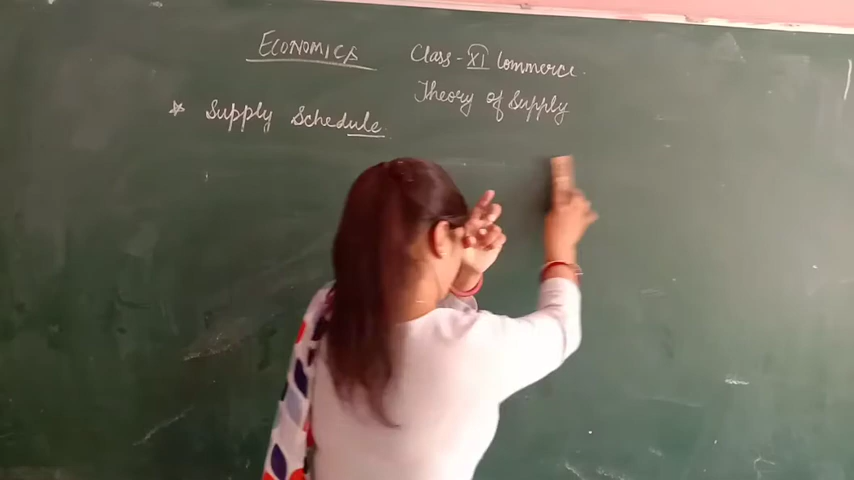 Economics
Class - XI Commerce.
Theory of Supply
* Supply Schedule.